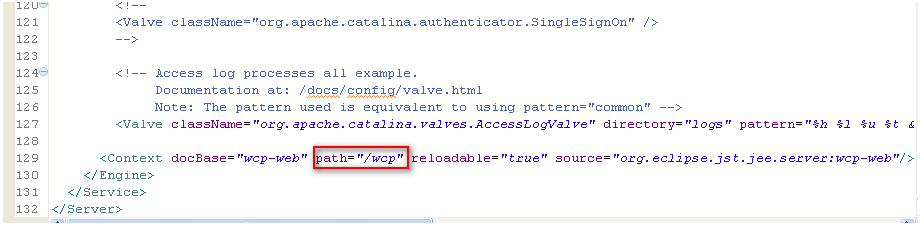 120 <!--
121 <Valve className="org.apache.catalina.authenticator.SingleSignOn" />
122 -->
123
124 <!-- Access log processes all example.
125 Documentation at: /docs/config/valve.html
126 Note: The pattern used is equivalent to using pattern="common" -->
127 <Valve className="org.apache.catalina.valves.AccessLogValve" directory="logs" pattern="%h %l %u %t &
128
129 <Context docBase="wcp-web" path="/wcp" reloadable="true" source="org.eclipse.jst.jee.server:wcp-web"/>
130 </Engine>
131 </Service>
132 </Server>